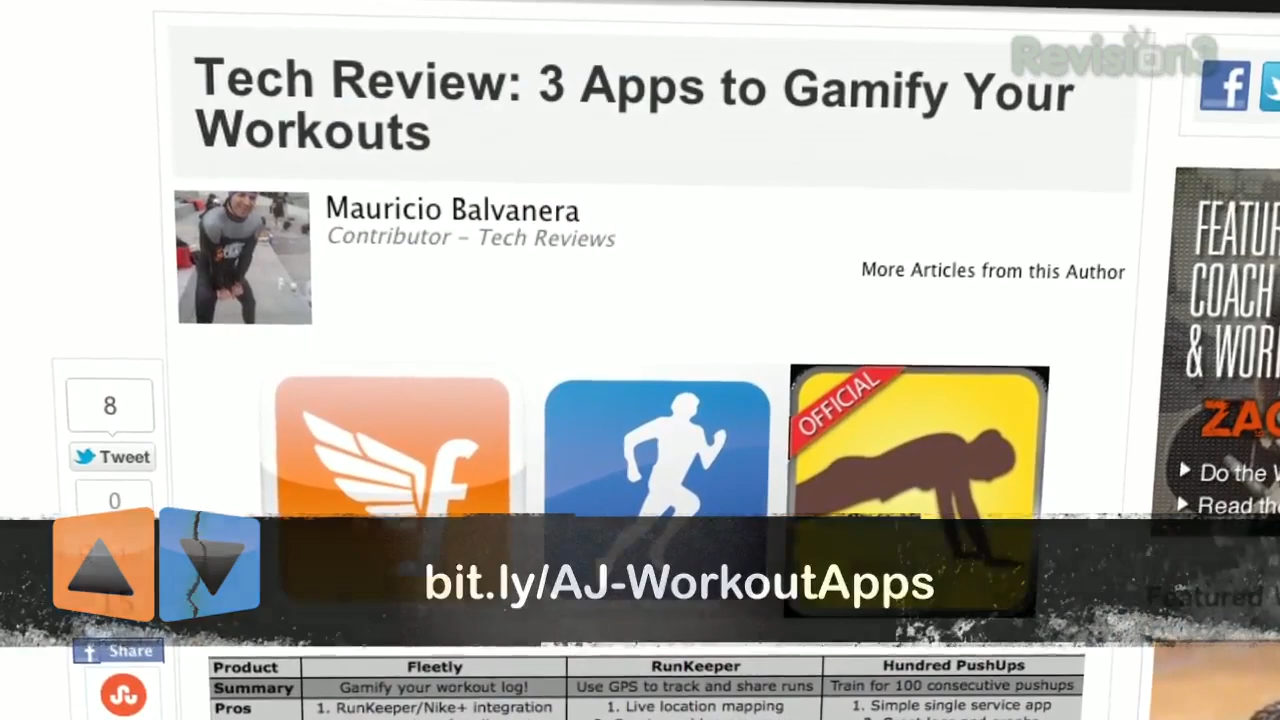 Revision3
Tech Review: 3 Apps to Gamify Your
Workouts
Mauricio Balvanera
Contributor – Tech Reviews
More Articles from this Author
FEATUR
COACH
& WOR
ZAC
Do the W
Read the
8
Tweet
0
OFFICIAL
f
bit.ly/AJ-WorkoutApps
Featured
Share
Product Fleetly RunKeeper Hundred PushUps
Summary Gamify your workout log! Use GPS to track and share runs Train for 100 consecutive pushups
Pros 1. RunKeeper/Nike+ integration 1. Live location mapping 1. Simple single service app